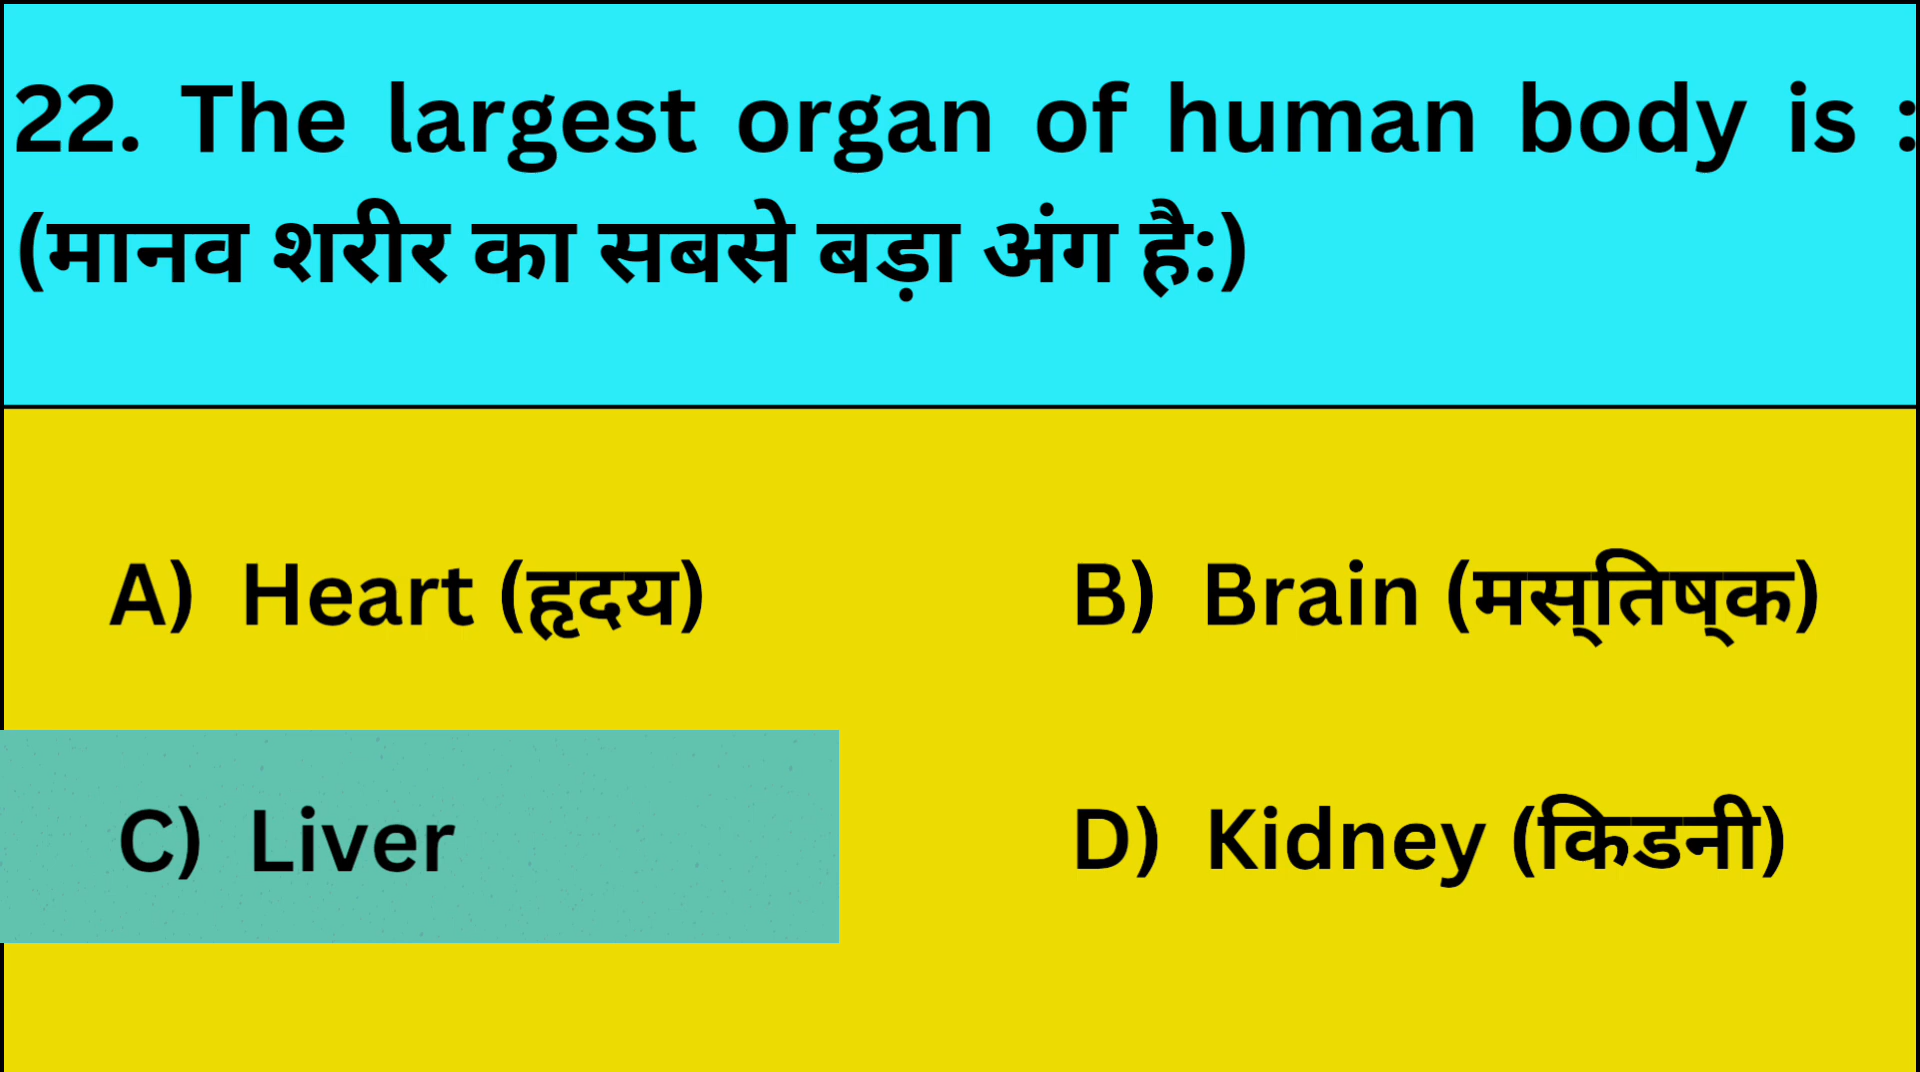 22. The largest organ of human body is :
(मानव शरीर का सबसे बड़ा अंग है:)
A) Heart (हृदय)
B) Brain (मस्‌तिष्‌क)
C) Liver
D) Kidney (किडनी)